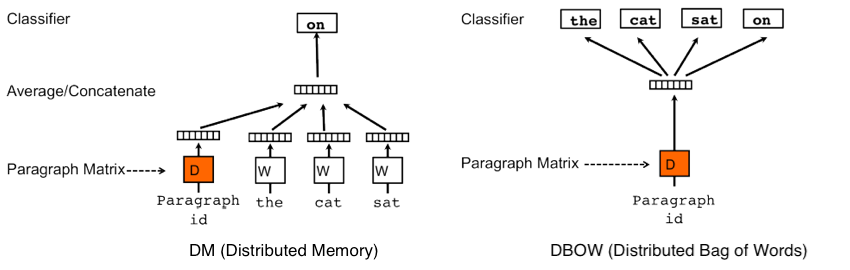 Classifier
on
Average/Concatenate
Paragraph Matrix
D W W W
Paragraph the cat sat
id
DM (Distributed Memory)
Classifier
the cat sat on
Paragraph Matrix
D
Paragraph
id
DBOW (Distributed Bag of Words)